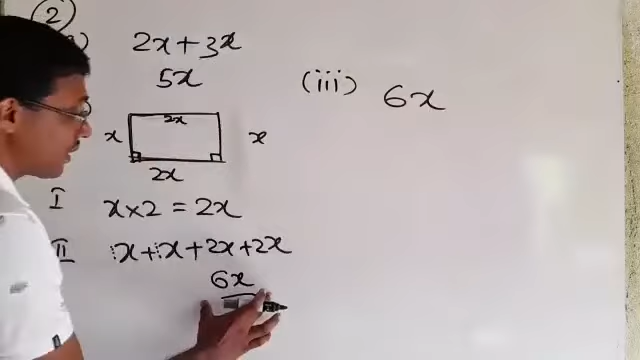 2
2x+3x
5x
(iii) 6x
2x
x x
2x
I x×2 = 2x
II x+x+2x+2x
6x